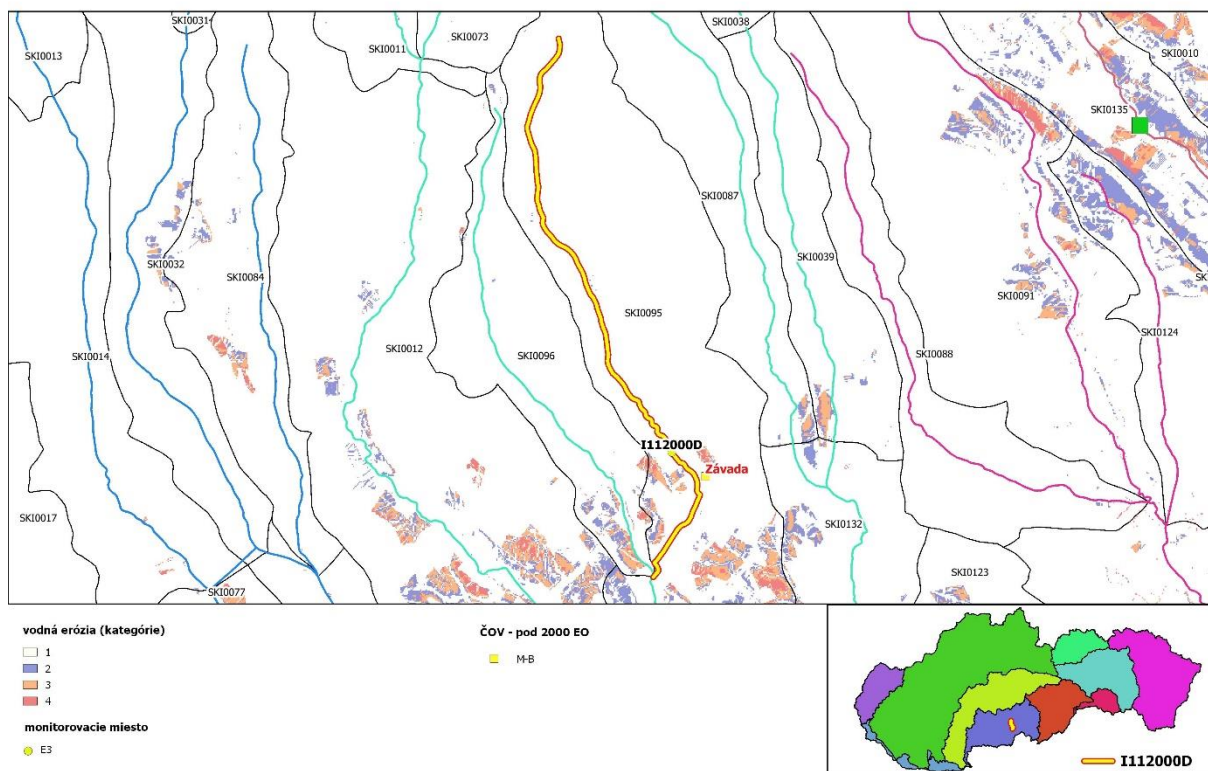 SKI0031
SKI0013
SKI0011
SKI0073
SKI0038
SKI0010
SKI0135
SKI0087
SKI0032
SKI0084
SKI0039
SK
SKI0091
SKI0095
SKI0124
SKI0014
SKI0012
SKI0096
SKI0088
I112000D
Závada
SKI0017
SKI0132
SKI0123
SKI0077
vodná erózia (kategórie)
1
2
3
4
monitorovacie miesto
E3
ČOV - pod 2000 EO
M-B
I112000D